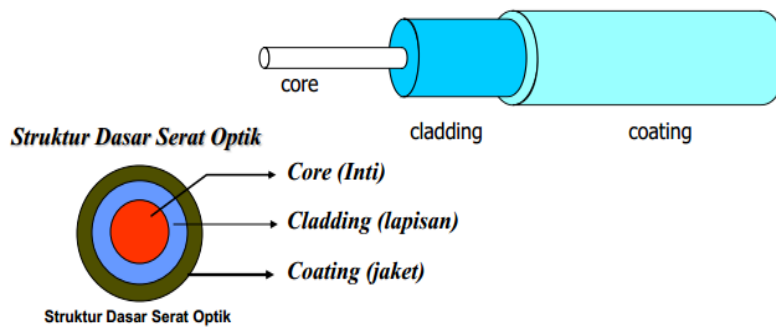 core
cladding
coating
Struktur Dasar Serat Optik
Core (Inti)
Cladding (lapisan)
Coating (jaket)
Struktur Dasar Serat Optik